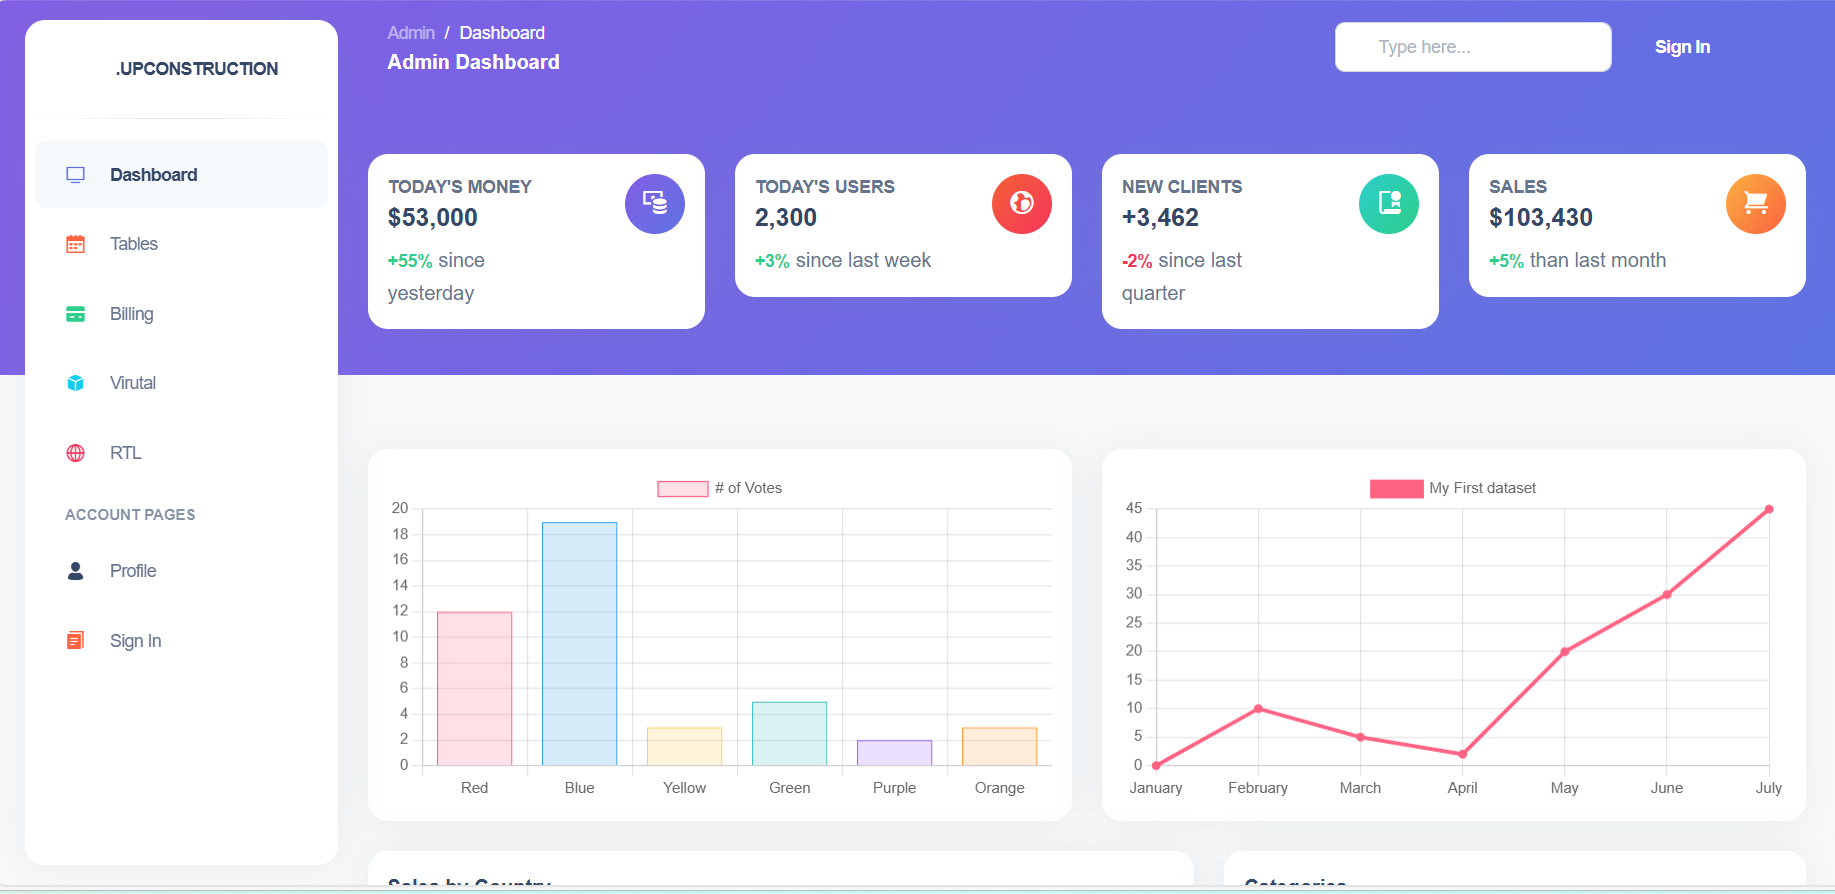 .UPCONSTRUCTION
Dashboard
Tables
Billing
Virutal
RTL
ACCOUNT PAGES
Profile
Sign In
Admin / Dashboard
Admin Dashboard
Type here...
Sign In
TODAY'S MONEY
$53,000
+55% since
yesterday
TODAY'S USERS
2,300
+3% since last week
NEW CLIENTS
+3,462
-2% since last
quarter
SALES
$103,430
+5% than last month
# of Votes
20
18
16
14
12
10
8
6
4
2
0
Red Blue Yellow Green Purple Orange
My First dataset
45
40
35
30
25
20
15
10
5
0
January February March April May June July
Sales by Country
Categories